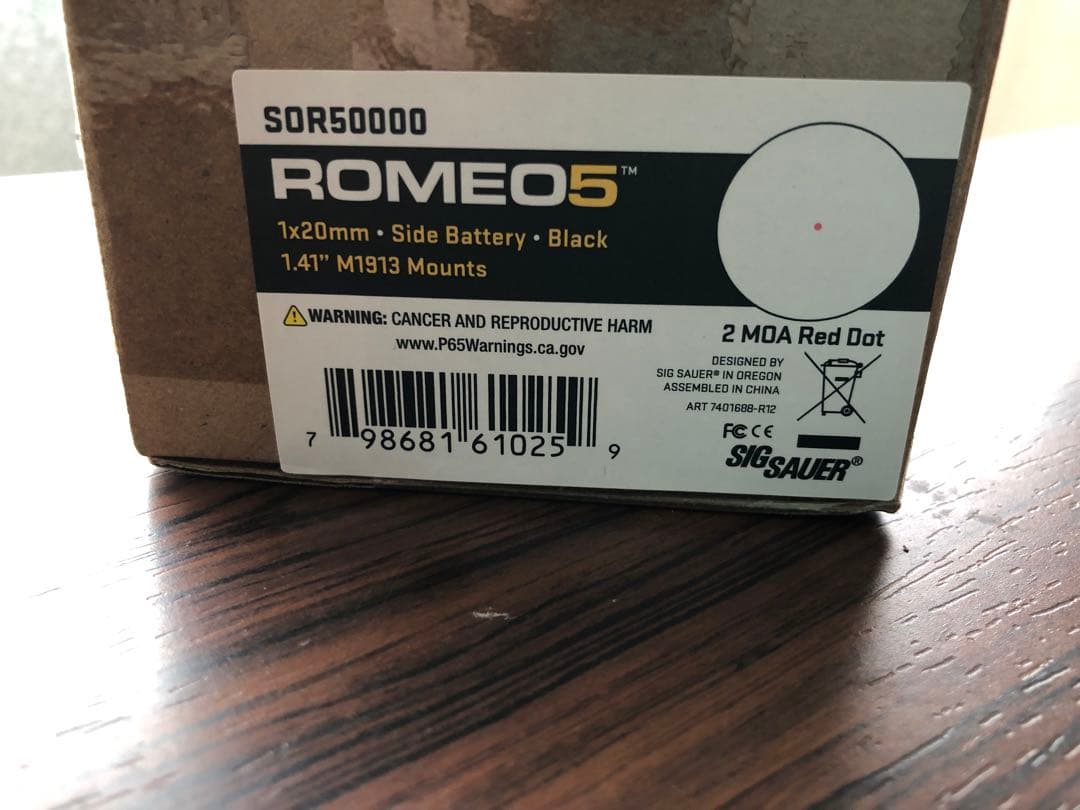 SOR50000
ROMEO5™
1x20mm • Side Battery • Black
1.41” M1913 Mounts
WARNING: CANCER AND REPRODUCTIVE HARM
www.P65Warnings.ca.gov
7 98681 61025 9
2 MOA Red Dot
DESIGNED BY
SIG SAUER® IN OREGON
ASSEMBLED IN CHINA
ART 7401688-R12
FC CE
SIG SAUER®